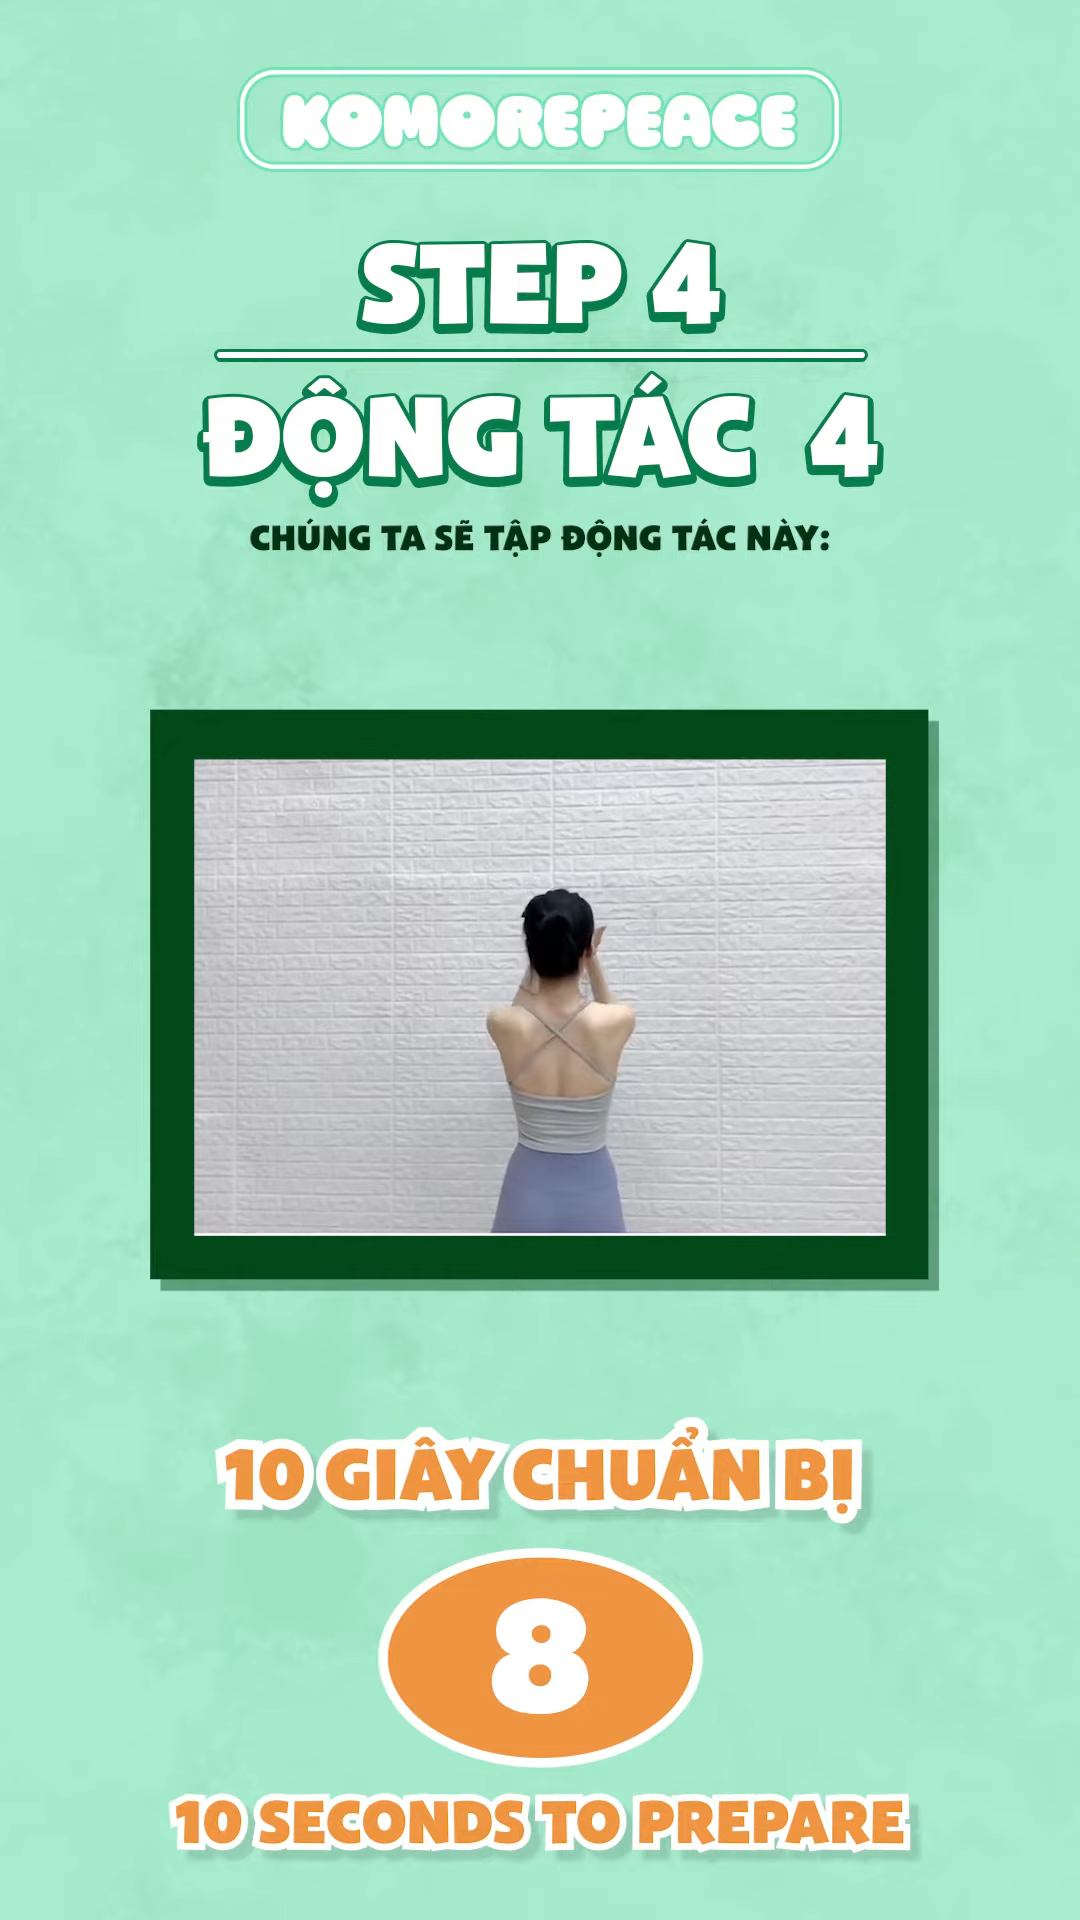 KOMOREPEACE
STEP 4
ĐỘNG TÁC 4
CHÚNG TA SẼ TẬP ĐỘNG TÁC NÀY:
10 GIÂY CHUẨN BỊ
8
10 SECONDS TO PREPARE